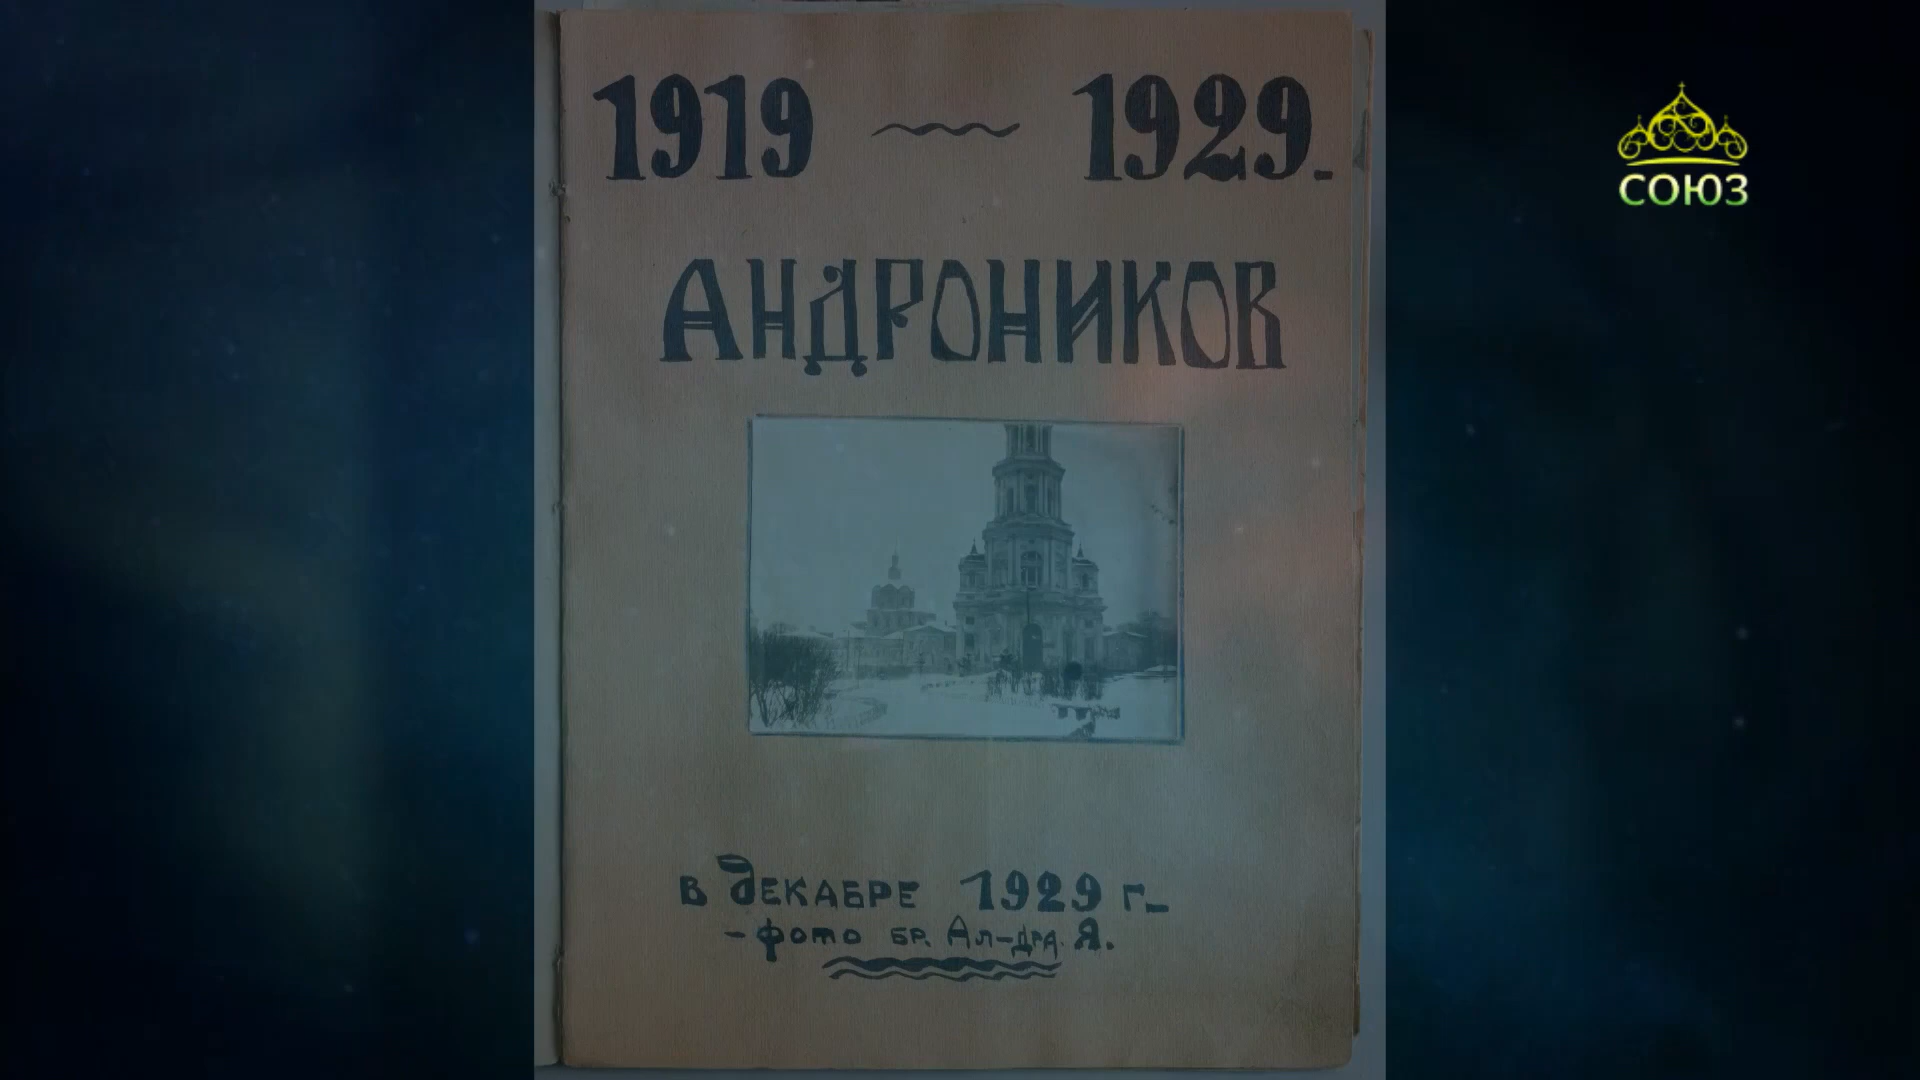 1919 ~ 1929.
АНДРОНИКОВ
СОЮЗ
в декабре 1929 г.
- фото бр. Ал-дра. Я.